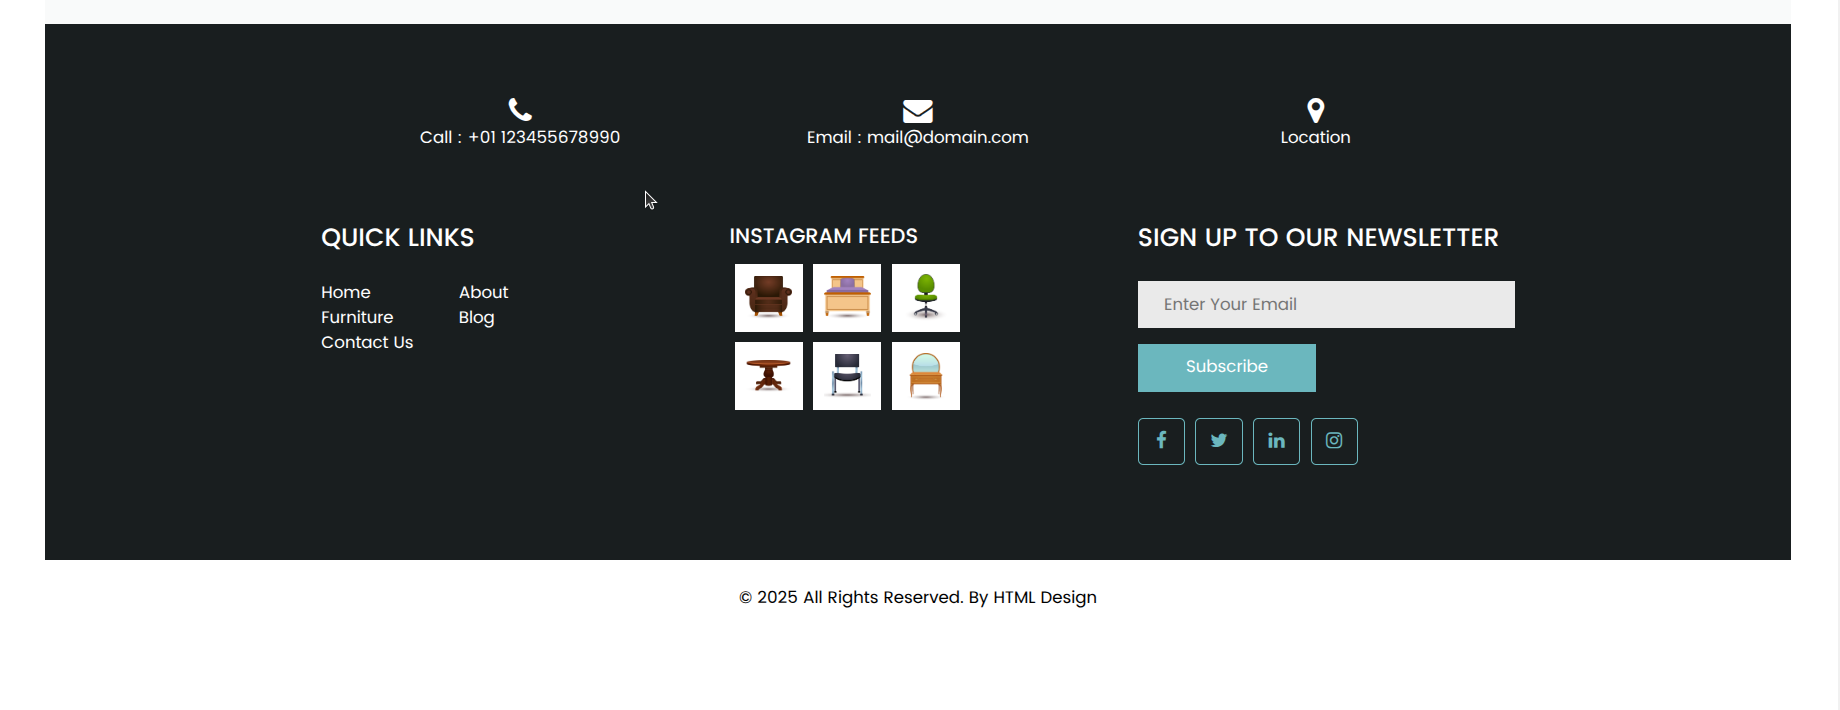 Call : +01 123455678990
Email : mail@domain.com
Location
QUICK LINKS
Home
About
Furniture
Blog
Contact Us
INSTAGRAM FEEDS
SIGN UP TO OUR NEWSLETTER
Enter Your Email
Subscribe
© 2025 All Rights Reserved. By HTML Design